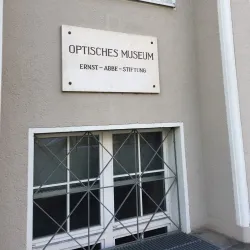 OPTISCHES MUSEUM
ERNST-ABBE-STIFTUNG